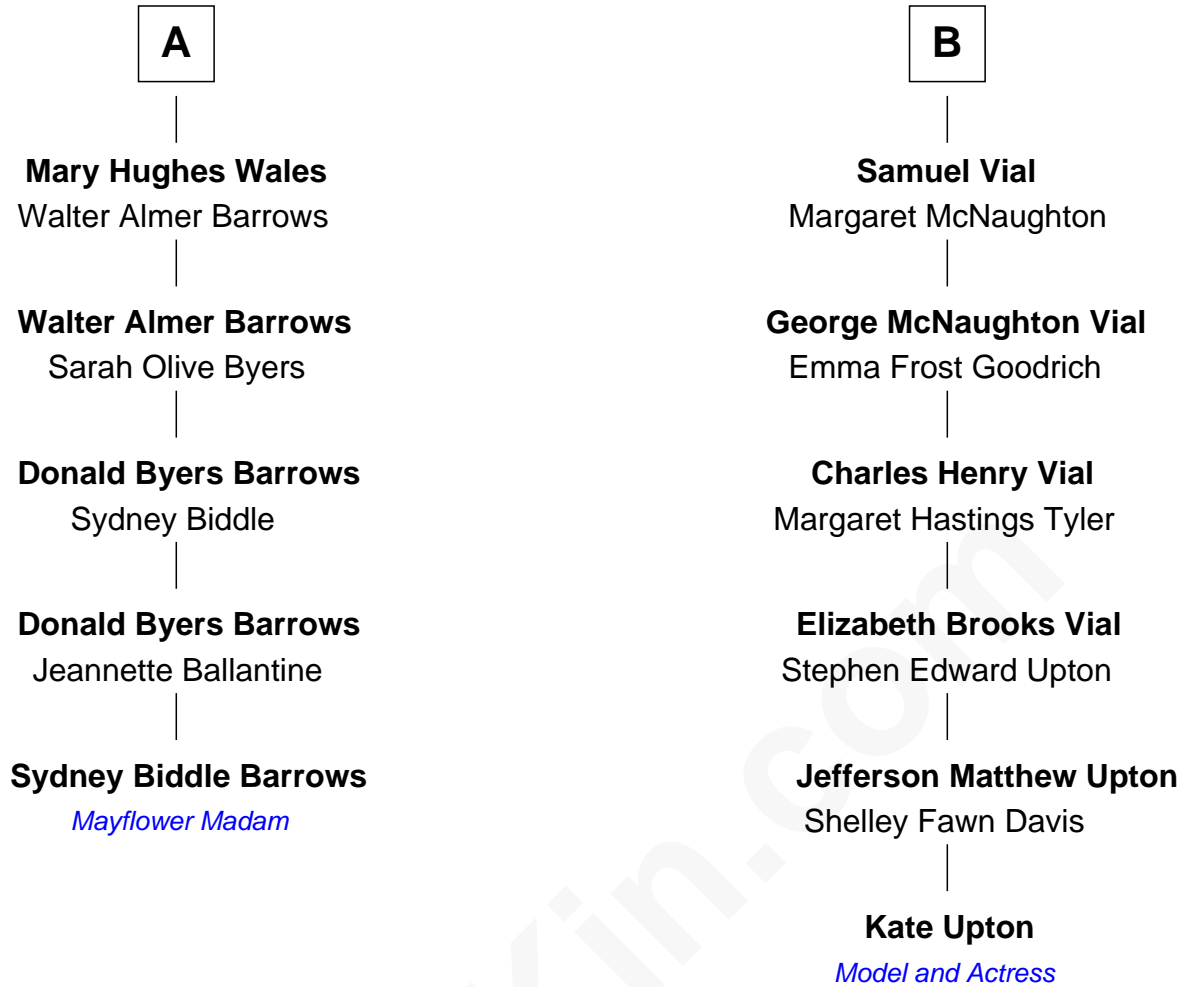 A
Mary Hughes Wales
Walter Almer Barrows
Walter Almer Barrows
Sarah Olive Byers
Donald Byers Barrows
Sydney Biddle
Donald Byers Barrows
Jeannette Ballantine
Sydney Biddle Barrows
Mayflower Madam
B
Samuel Vial
Margaret McNaughton
George McNaughton Vial
Emma Frost Goodrich
Charles Henry Vial
Margaret Hastings Tyler
Elizabeth Brooks Vial
Stephen Edward Upton
Jefferson Matthew Upton
Shelley Fawn Davis
Kate Upton
Model and Actress
Kin.com